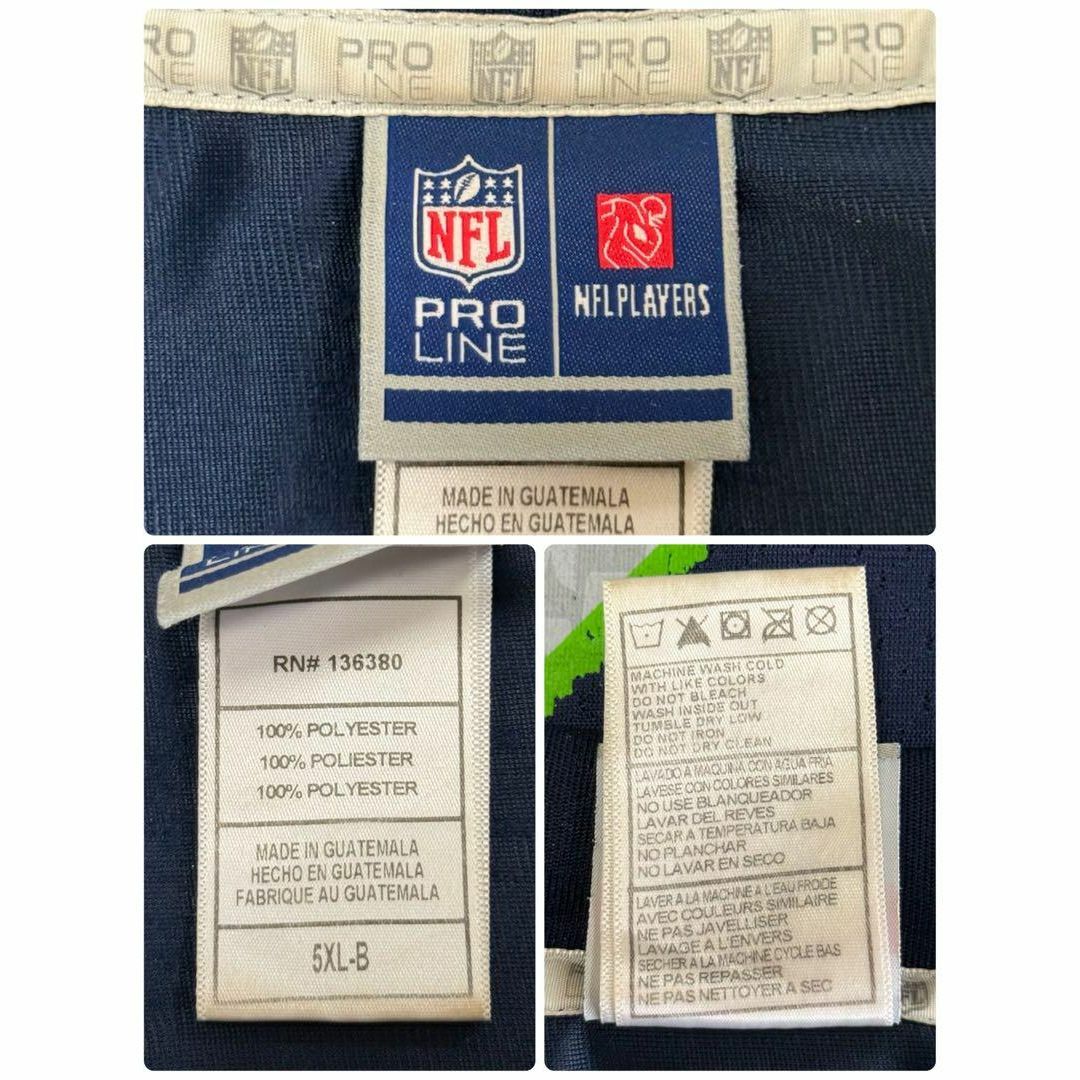 PRO LINE NFL PRO LINE NFL PRO LINE NFL PRO LINE
NFL
PRO
LINE
NFLPLAYERS
MADE IN GUATEMALA
HECHO EN GUATEMALA
LINE
RN# 136380
100% POLYESTER
100% POLIESTER
100% POLYESTER
MADE IN GUATEMALA
HECHO EN GUATEMALA
FABRIQUE AU GUATEMALA
5XL-B
MACHINE WASH COLD
WITH LIKE COLORS
DO NOT BLEACH
WASH INSIDE OUT
TUMBLE DRY LOW
DO NOT IRON
DO NOT DRY CLEAN
LAVADO A MAQUINA CON AGUA FRIA
LAVESE CON COLORES SIMILARES
NO USE BLANQUEADOR
LAVAR DEL REVES
SECAR A TEMPERATURA BAJA
NO PLANCHAR
NO LAVAR EN SECO
LAVER A LA MACHINE A L'EAU FROIDE
AVEC COULEURS SIMILAIRE
NE PAS JAVELLISER
LAVAGE A L'ENVERS
SECHER A LA MACHINE CYCLE BAS
NE PAS REPASSER
NE PAS NETTOYER A SEC
NFL